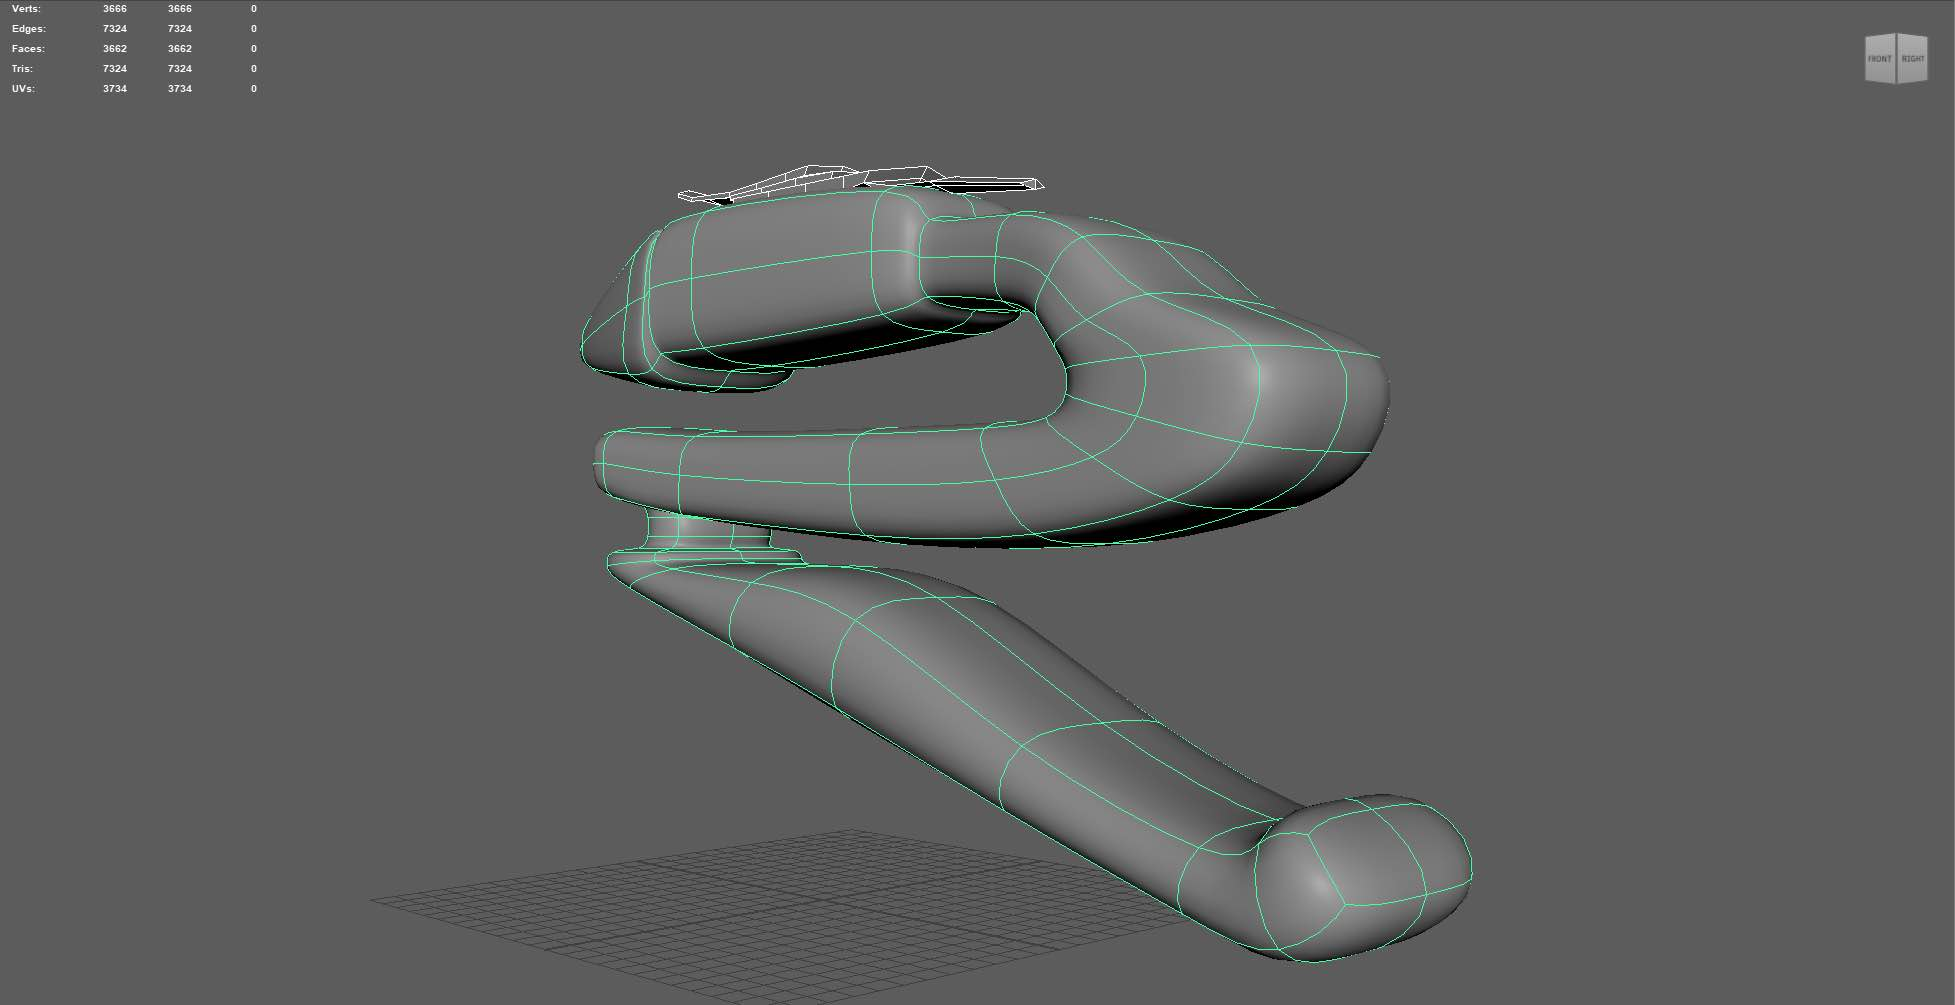 Verts: 3666 3666 0
Edges: 7324 7324 0
Faces: 3662 3662 0
Tris: 7324 7324 0
UVs: 3734 3734 0
FRONT RIGHT